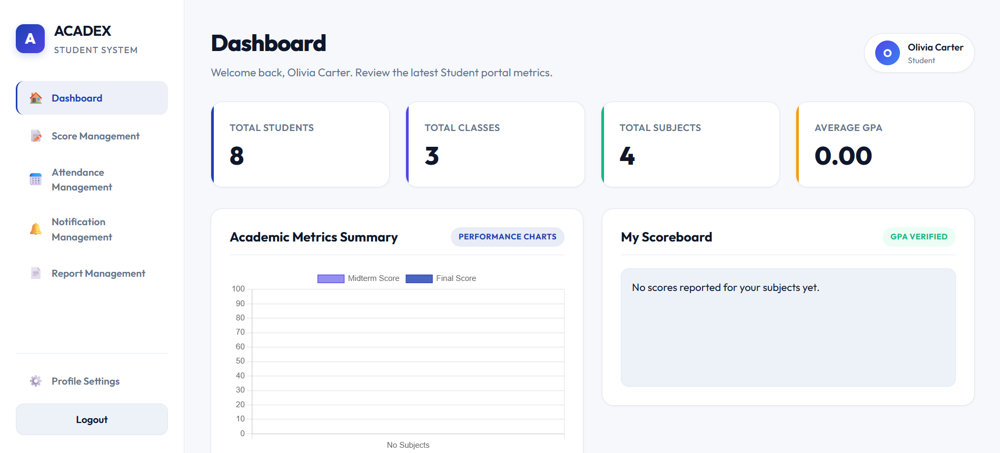 A
ACADEX
STUDENT SYSTEM
Dashboard
Score Management
Attendance
Management
Notification
Management
Report Management
Profile Settings
Logout
Dashboard
Welcome back, Olivia Carter. Review the latest Student portal metrics.
O
Olivia Carter
Student
TOTAL STUDENTS
8
TOTAL CLASSES
3
TOTAL SUBJECTS
4
AVERAGE GPA
0.00
Academic Metrics Summary
PERFORMANCE CHARTS
Midterm Score
Final Score
100
90
80
70
60
50
40
30
20
10
0
No Subjects
My Scoreboard
GPA VERIFIED
No scores reported for your subjects yet.